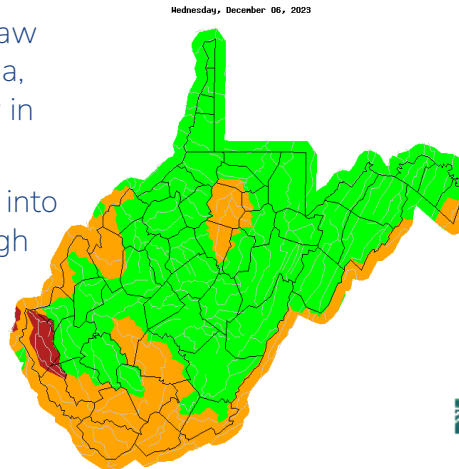 Wednesday, December 06, 2023
aw
a,
in
into
gh